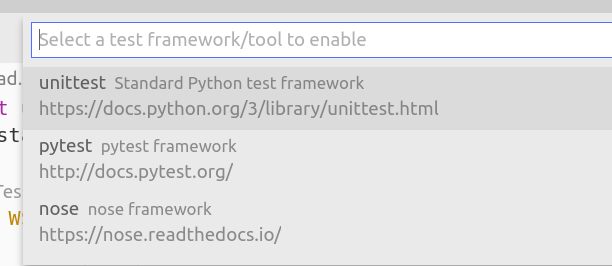 Select a test framework/tool to enable
ad.
unittest Standard Python test framework
t
https://docs.python.org/3/library/unittest.html
sta
pytest pytest framework
http://docs.pytest.org/
Tes
nose nose framework
W
https://nose.readthedocs.io/